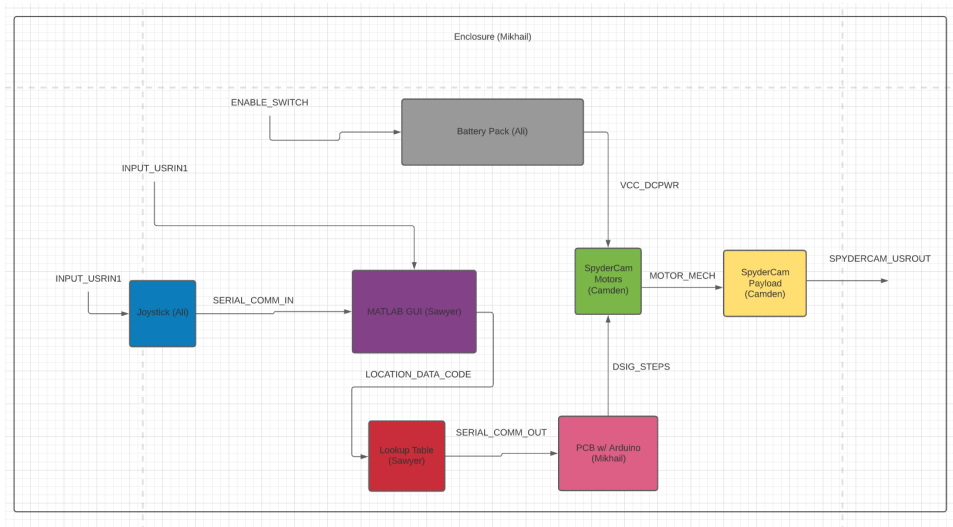 Enclosure (Mikhail)
ENABLE_SWITCH
Battery Pack (Ali)
INPUT_USRIN1
VCC_DCPWR
INPUT_USRIN1
Joystick (Ali)
SERIAL_COMM_IN
MATLAB GUI (Sawyer)
SpyderCam
Motors
(Camden)
MOTOR_MECH
SpyderCam
Payload
(Camden)
SPYDERCAM_USROUT
LOCATION_DATA_CODE
DSIG_STEPS
Lookup Table
(Sawyer)
SERIAL_COMM_OUT
PCB w/ Arduino
(Mikhail)